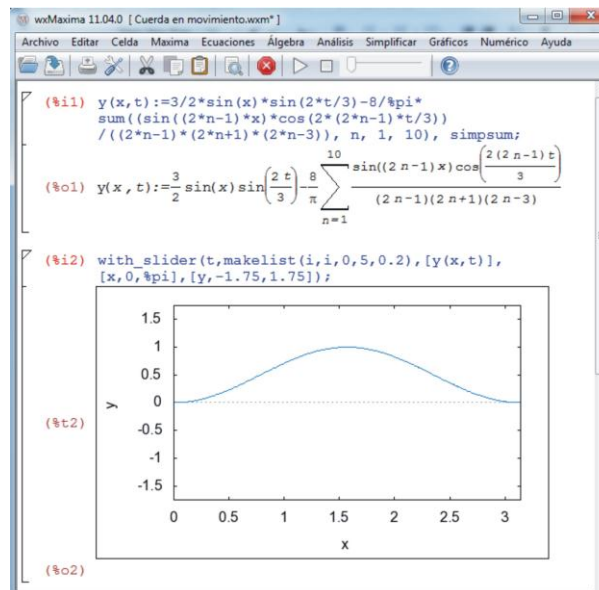 wxMaxima 11.04.0 [ Cuerda en movimiento.wxm* ]
Archivo Editar Celda Maxima Ecuaciones Álgebra Análisis Simplificar Gráficos Numérico Ayuda
(%i1) y(x,t):=3/2*sin(x)*sin(2*t/3)-8/%pi*
sum((sin((2*n-1)*x)*cos(2*(2*n-1)*t/3))
/((2*n-1)*(2*n+1)*(2*n-3)), n, 1, 10), simpsum;
(%o1) y(x,t):=3/2 sin(x) sin(2 t/3) - 8/π ∑ n=1 10 sin((2 n-1) x) cos(2 (2 n-1) t/3) / (2 n-1) (2 n+1) (2 n-3)
(%i2) with_slider(t,makelist(i,i,0,5,0.2),[y(x,t)],
[x,0,%pi],[y,-1.75,1.75]);
1.5
1
0.5
0
-0.5
-1
-1.5
y
(%t2)
0 0.5 1 1.5 2 2.5 3
x
(%o2)